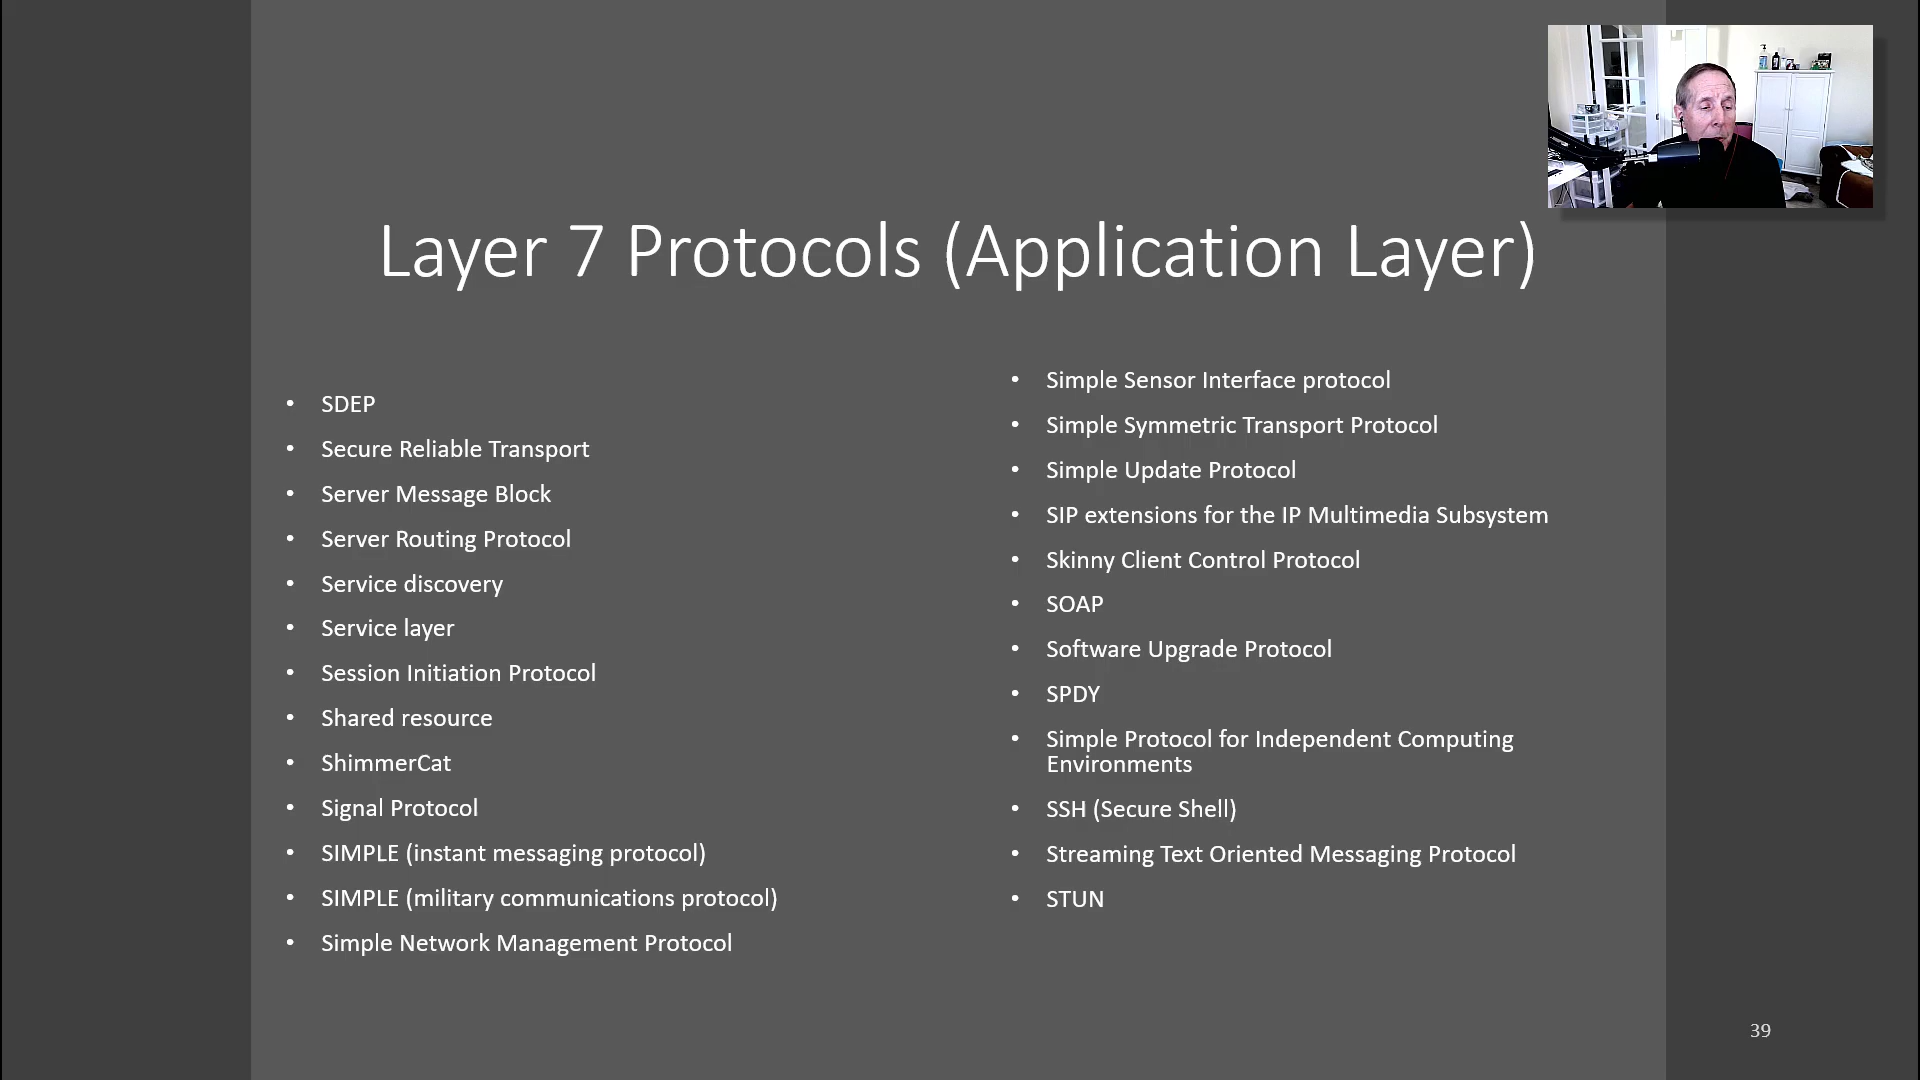 Layer 7 Protocols (Application Layer)
• SDEP
• Secure Reliable Transport
• Server Message Block
• Server Routing Protocol
• Service discovery
• Service layer
• Session Initiation Protocol
• Shared resource
• ShimmerCat
• Signal Protocol
• SIMPLE (instant messaging protocol)
• SIMPLE (military communications protocol)
• Simple Network Management Protocol
• Simple Sensor Interface protocol
• Simple Symmetric Transport Protocol
• Simple Update Protocol
• SIP extensions for the IP Multimedia Subsystem
• Skinny Client Control Protocol
• SOAP
• Software Upgrade Protocol
• SPDY
• Simple Protocol for Independent Computing
Environments
• SSH (Secure Shell)
• Streaming Text Oriented Messaging Protocol
• STUN
39